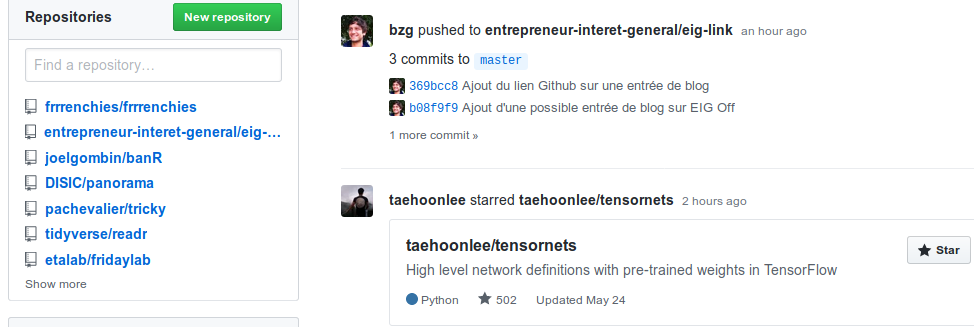 Repositories
New repository
Find a repository…
frrrenchies/frrrenchies
entrepreneur-interet-general/eig-…
joelgombin/banR
DISIC/panorama
pachevalier/tricky
tidyverse/readr
etalab/fridaylab
Show more
bzg pushed to entrepreneur-interet-general/eig-link an hour ago
3 commits to master
369bcc8 Ajout du lien Github sur une entrée de blog
b08f9f9 Ajout d'une possible entrée de blog sur EIG Off
1 more commit »
taehoonlee starred taehoonlee/tensornets 2 hours ago
taehoonlee/tensornets
Star
High level network definitions with pre-trained weights in TensorFlow
Python 502 Updated May 24